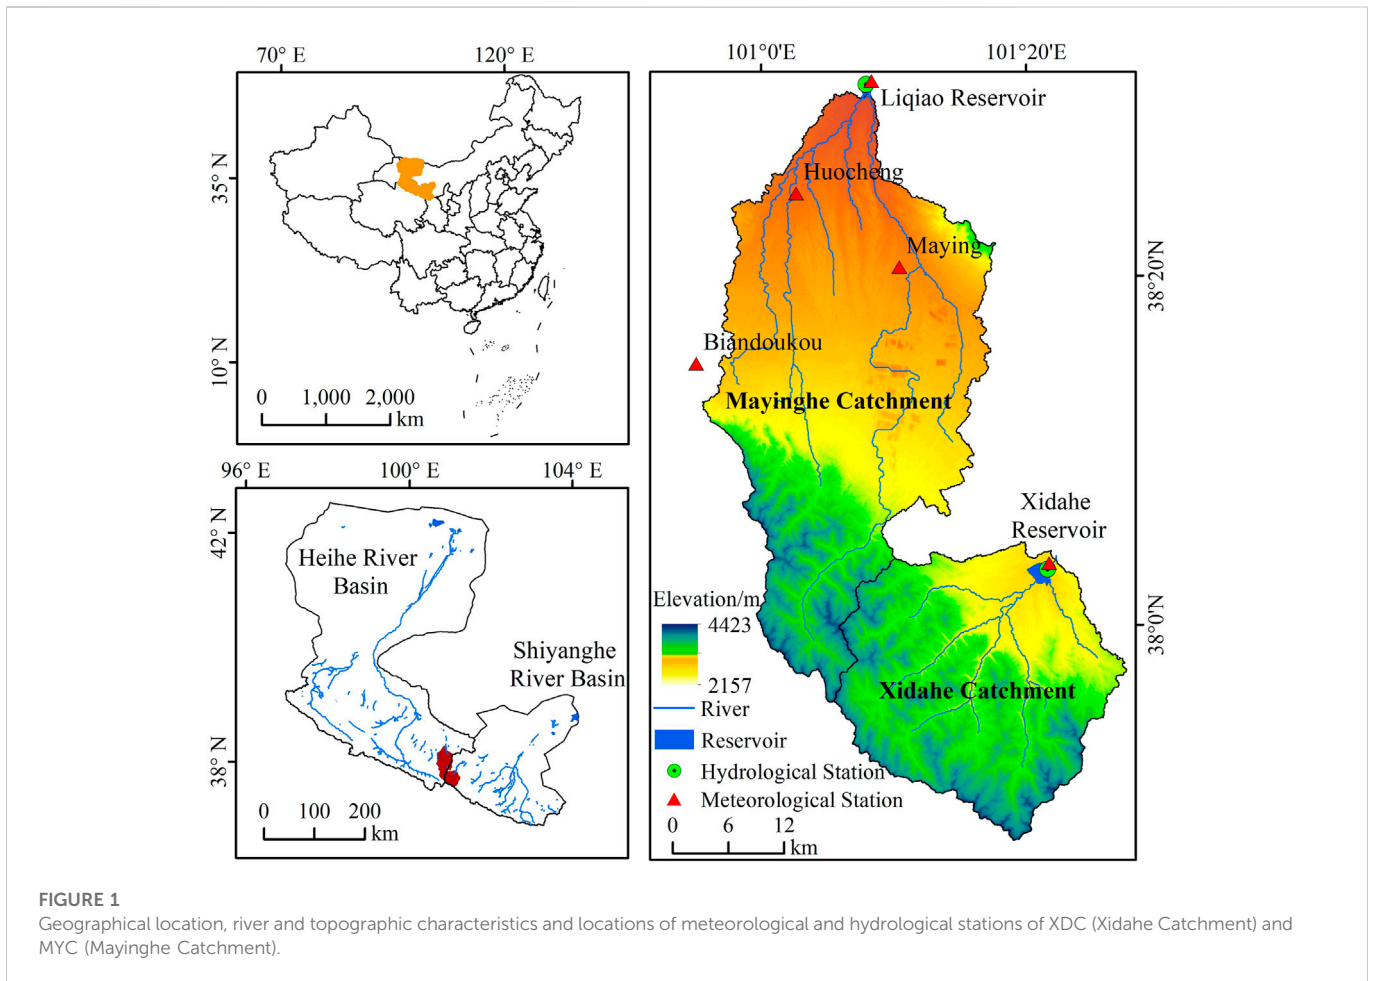 70° E
120° E
35° N
10° N
0
1,000
2,000
km
96° E
100° E
104° E
42° N
38° N
Heihe River
Basin
Shiyanghe
River Basin
0
100
200
km
101°0'E
101°20'E
38°20'N
38°0'N
Liqiao Reservoir
Huocheng
Maying
Biandoukou
Mayinghe Catchment
Xidahe
Reservoir
Xidahe Catchment
Elevation/m
4423
2157
River
Reservoir
Hydrological Station
Meteorological Station
0
6
12
km
FIGURE 1
Geographical location, river and topographic characteristics and locations of meteorological and hydrological stations of XDC (Xidahe Catchment) and
MYC (Mayinghe Catchment).